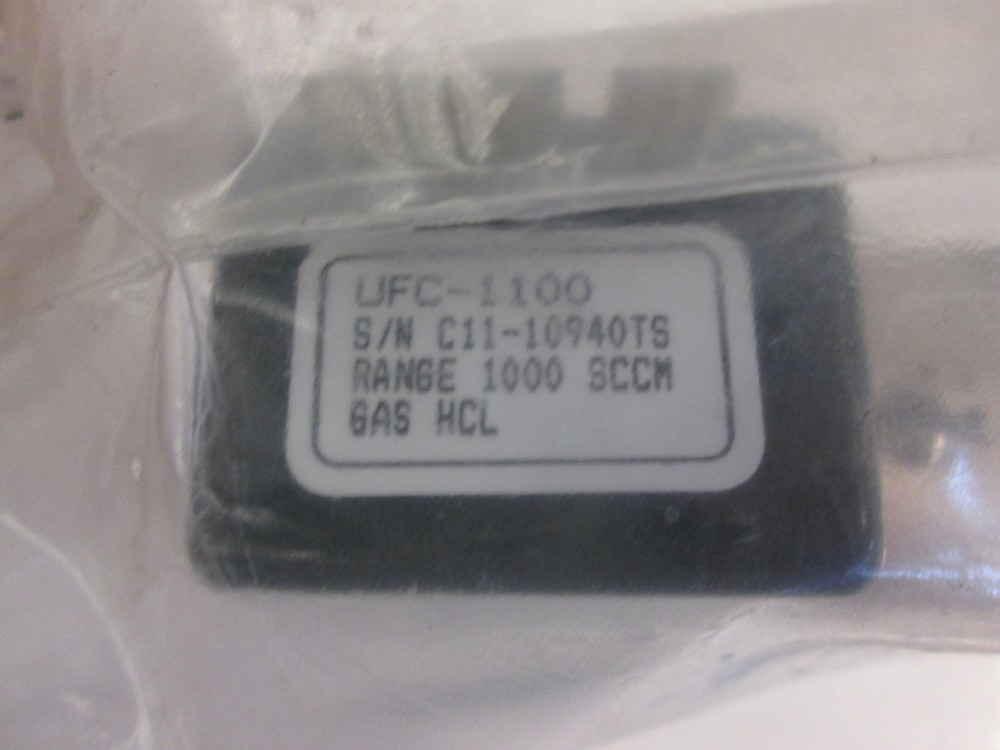 UFC-1100
S/N C11-10940TS
RANGE 1000 SCCM
GAS HCL